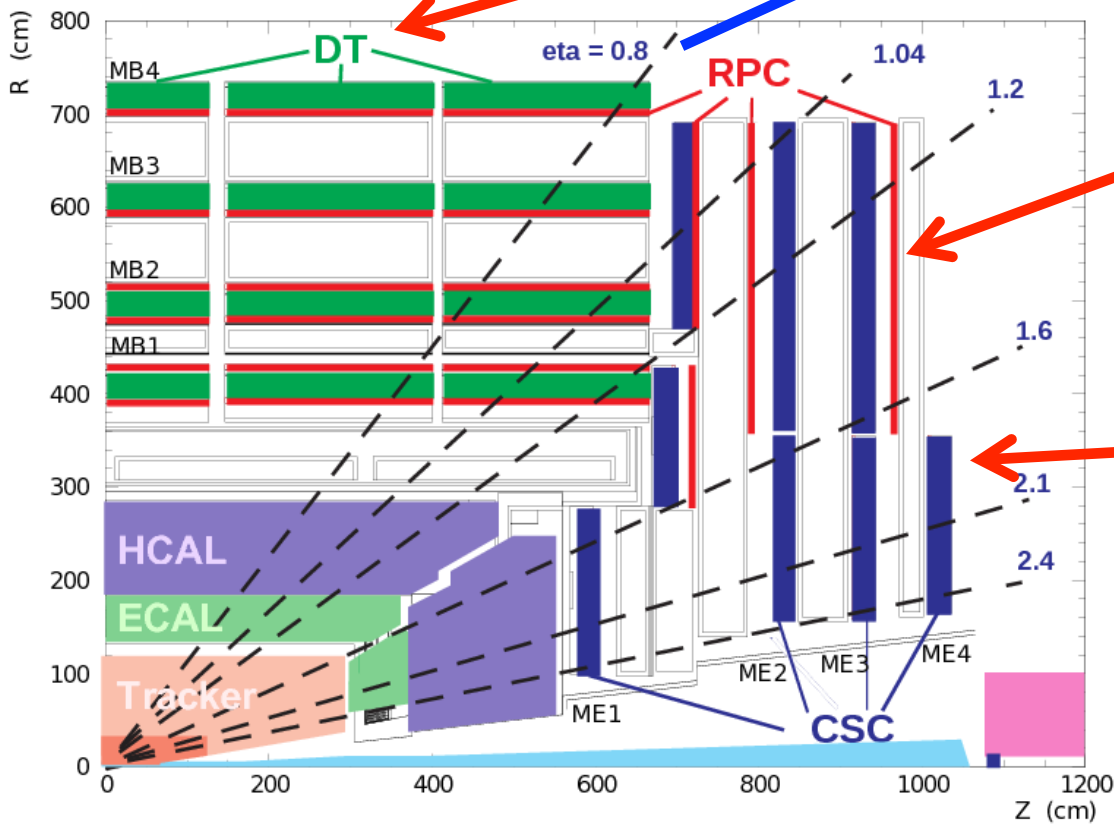 R (cm)
800
700
600
500
400
300
200
100
0
MB4
MB3
MB2
MB1
DT
eta = 0.8
RPC
1.04
1.2
1.6
2.1
2.4
HCAL
ECAL
Tracker
ME1
ME2
ME3
ME4
CSC
0
200
400
600
800
1000
1200
Z (cm)